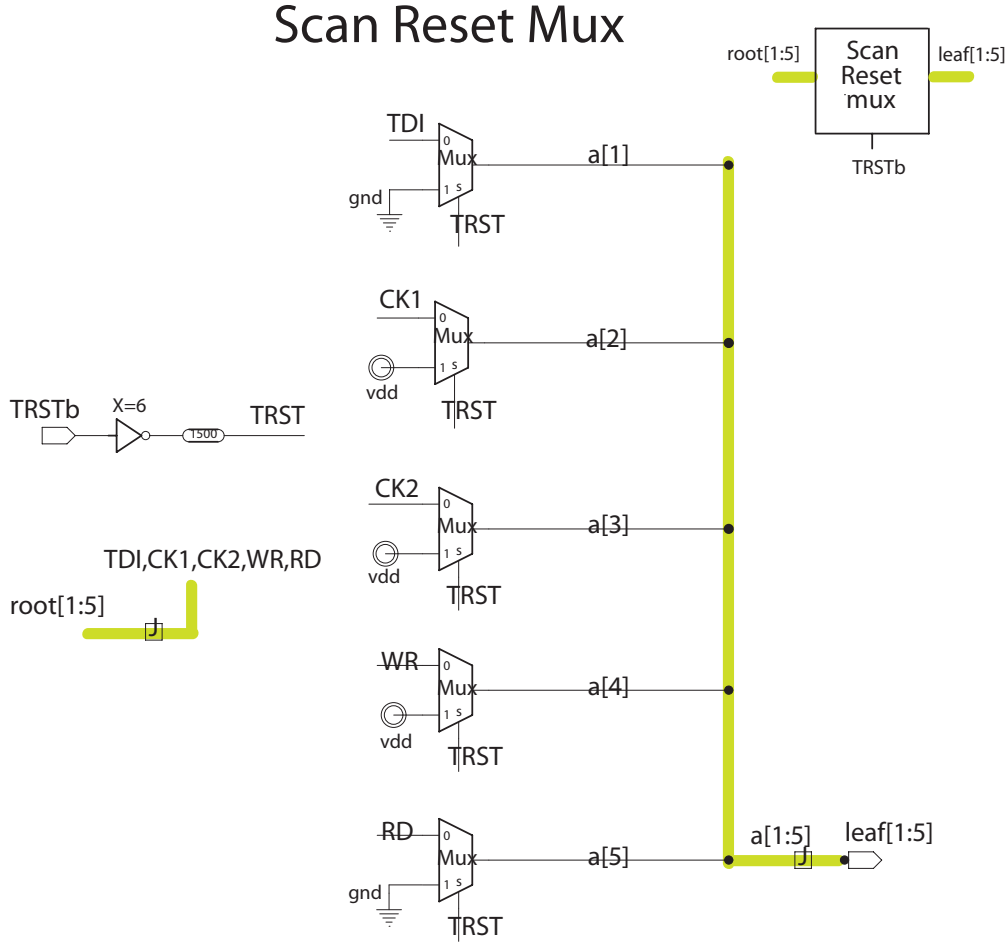 Scan Reset Mux
root[1:5]
Scan
Reset
mux
leaf[1:5]
TRSTb
TDI
0
Mux
a[1]
1 s
gnd
TRST
CK1
0
Mux
a[2]
1 s
vdd
TRST
TRSTb
X=6
1500
TRST
CK2
0
Mux
a[3]
1 s
vdd
TRST
TDI,CK1,CK2,WR,RD
root[1:5]
J
WR
0
Mux
a[4]
1 s
vdd
TRST
RD
0
Mux
a[5]
1 s
gnd
TRST
a[1:5]
J
leaf[1:5]